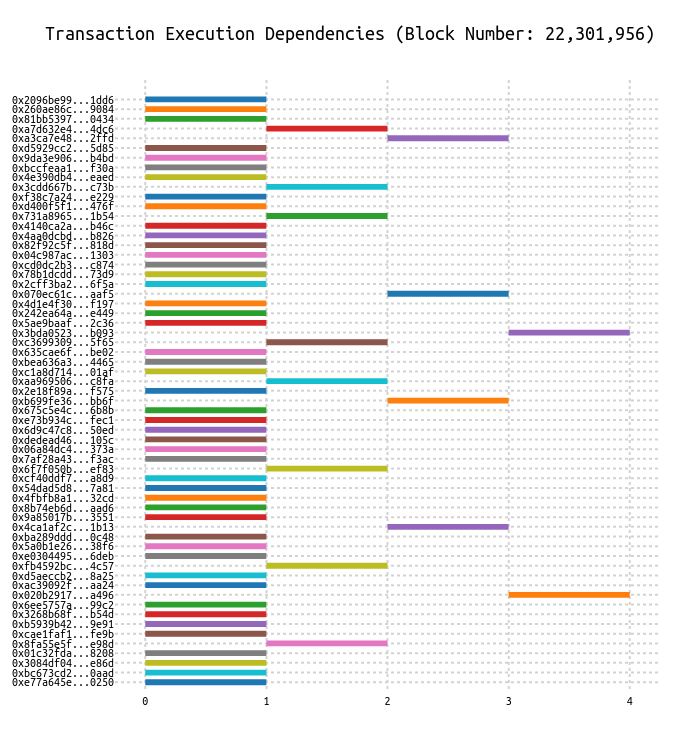 Transaction Execution Dependencies (Block Number: 22,301,956)
0x2096be99...1dd6
0x260ae86c...9084
0x81bb5397...0434
0xa7d632e4...4dc6
0xa3ca7e48...2ffd
0xd5929cc2...5d85
0x9da3e906...b4bd
0xbccfeaa1...f30a
0x4e390db4...eaed
0x3cdd667b...c73b
0xf38c7a24...e229
0xd400f5f1...476f
0x731a8965...1b54
0x4140ca2a...b46c
0x4aa0dcbd...b826
0x82f92c5f...818d
0x04c987ac...1303
0xcd0dc2b3...c874
0x78b1dcdd...73d9
0x2cff3ba2...6f5a
0x070ec61c...aaf5
0x4d1e4f30...f197
0x242ea64a...e449
0x5ae9baaf...2c36
0x3bda0523...b093
0xc3699309...5f65
0x635cae6f...be02
0xbea636a3...4465
0xc1a8d714...01af
0xaa969506...c8fa
0x2e18f89a...f575
0xb699fe36...bb6f
0x675c5e4c...6b8b
0xe73b934c...fec1
0x6d9c47c8...50ed
0xdedead46...105c
0x06a84dc4...373a
0x7af28a43...f3ac
0x6f7f050b...ef83
0xcf40ddf7...a8d9
0x54dad5d8...7a81
0x4fbfb8a1...32cd
0x8b74eb6d...aad6
0x9a85017b...3551
0x4ca1af2c...1b13
0xba289ddd...0c48
0x5a0b1e26...38f6
0xe0304495...6deb
0xfb4592bc...4c57
0xd5aeccb2...8a25
0xac39092f...aa24
0x020b2917...a496
0x6ee5757a...99c2
0x3268b68f...b54d
0xb5939b42...9e91
0xcae1faf1...fe9b
0x8fa55e5f...e98d
0x01c32fda...8208
0x3084df04...e86d
0xbc673cd2...0aad
0xe77a645e...0250
0 1 2 3 4